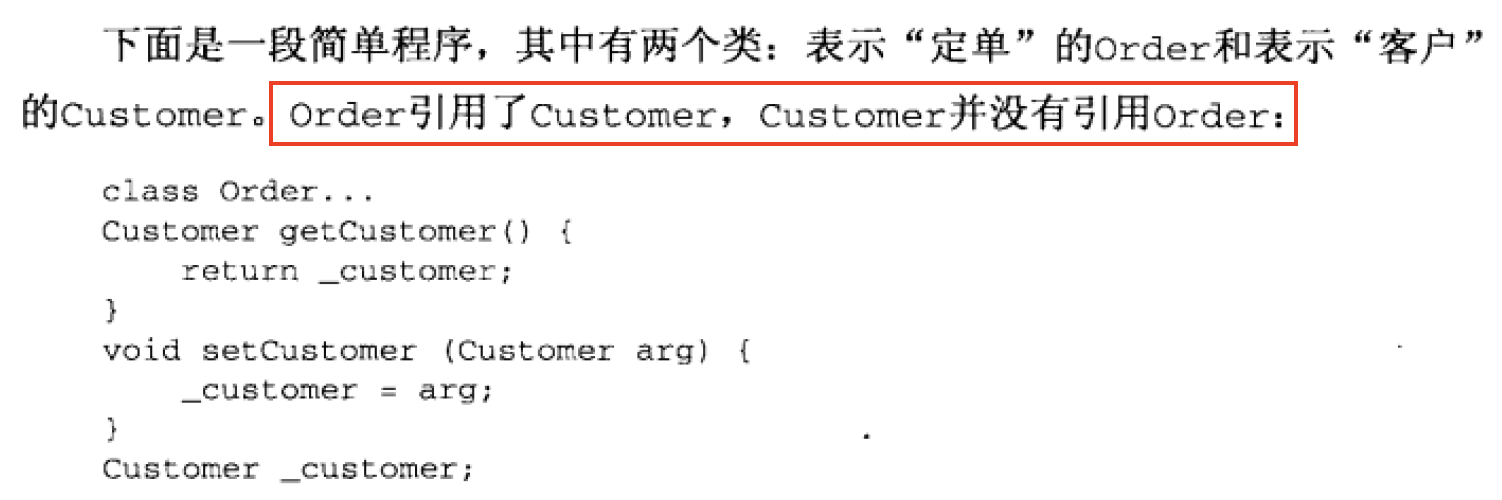 下面是一段简单程序，其中有两个类：表示“定单”的Order和表示“客户”
的Customer。Order引用了Customer，Customer并没有引用Order：
class Order...
Customer getCustomer() {
    return _customer;
}
void setCustomer (Customer arg) {
    _customer = arg;
}
Customer _customer;